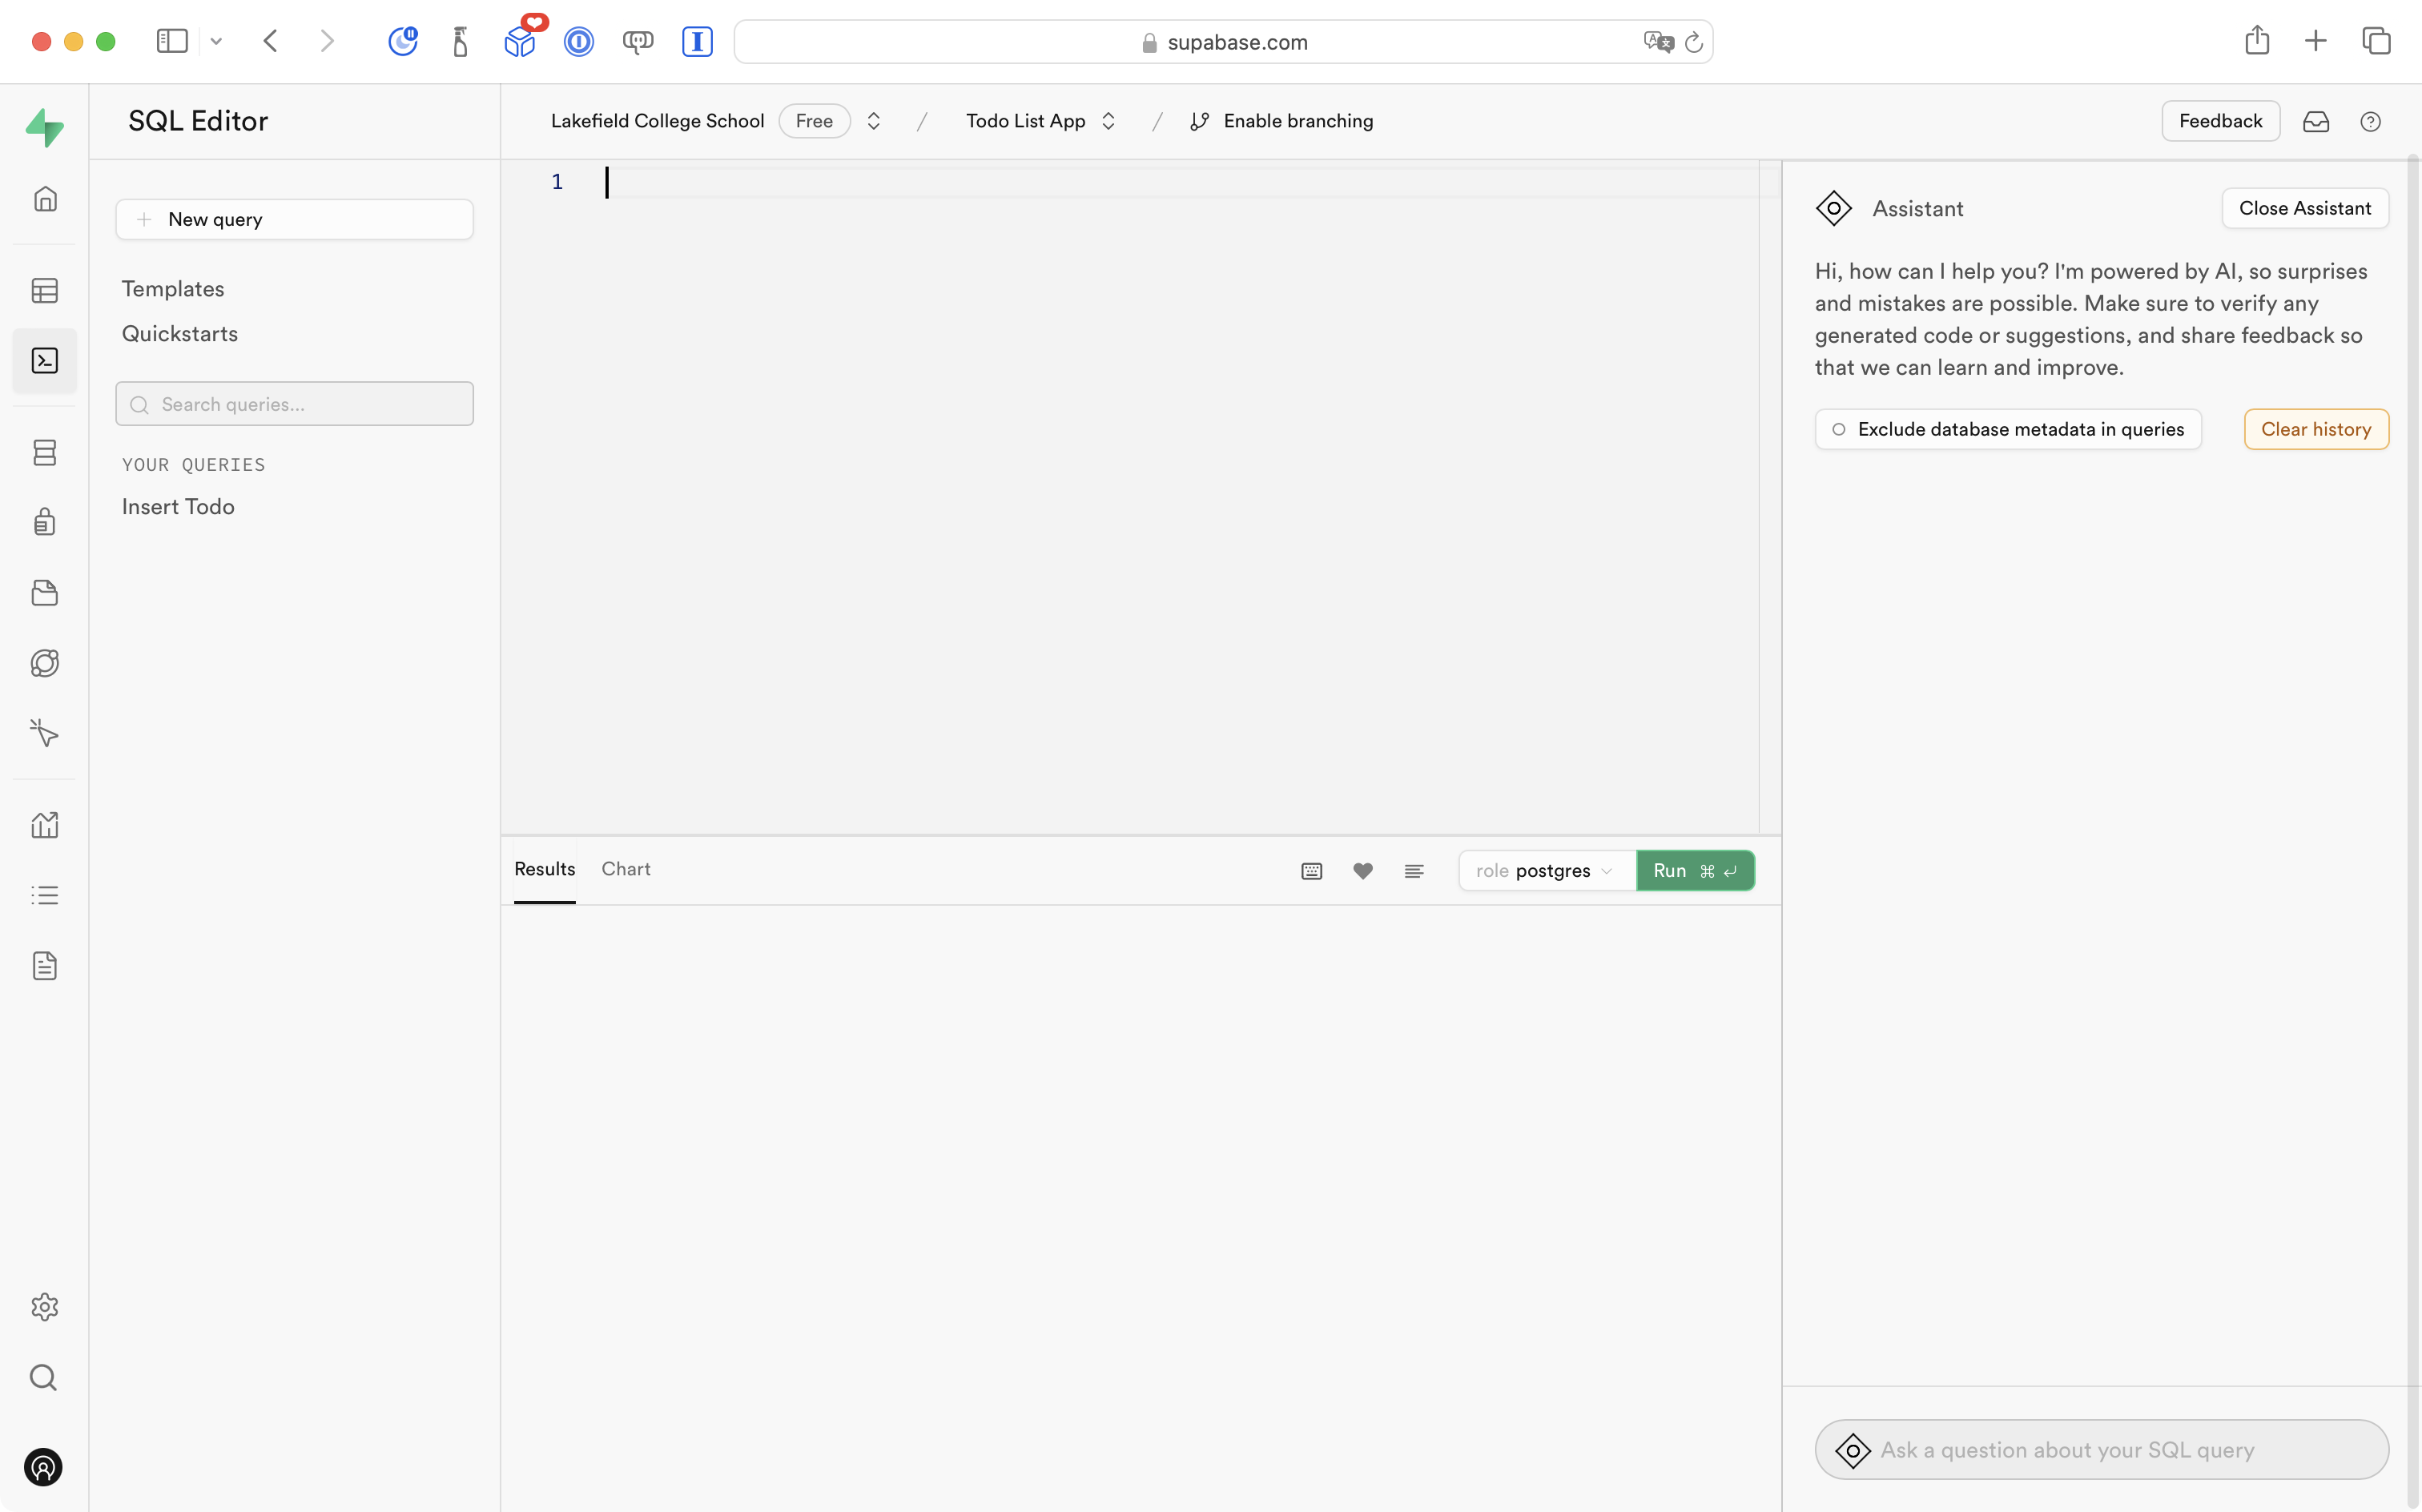 supabase.com
SQL Editor
Lakefield College School Free / Todo List App / Enable branching
Feedback
New query
Templates
Quickstarts
Search queries...
YOUR QUERIES
Insert Todo
1
Assistant
Close Assistant
Hi, how can I help you? I'm powered by AI, so surprises
and mistakes are possible. Make sure to verify any
generated code or suggestions, and share feedback so
that we can learn and improve.
Exclude database metadata in queries
Clear history
Results Chart
role postgres
Run ⌘ ↵
Ask a question about your SQL query